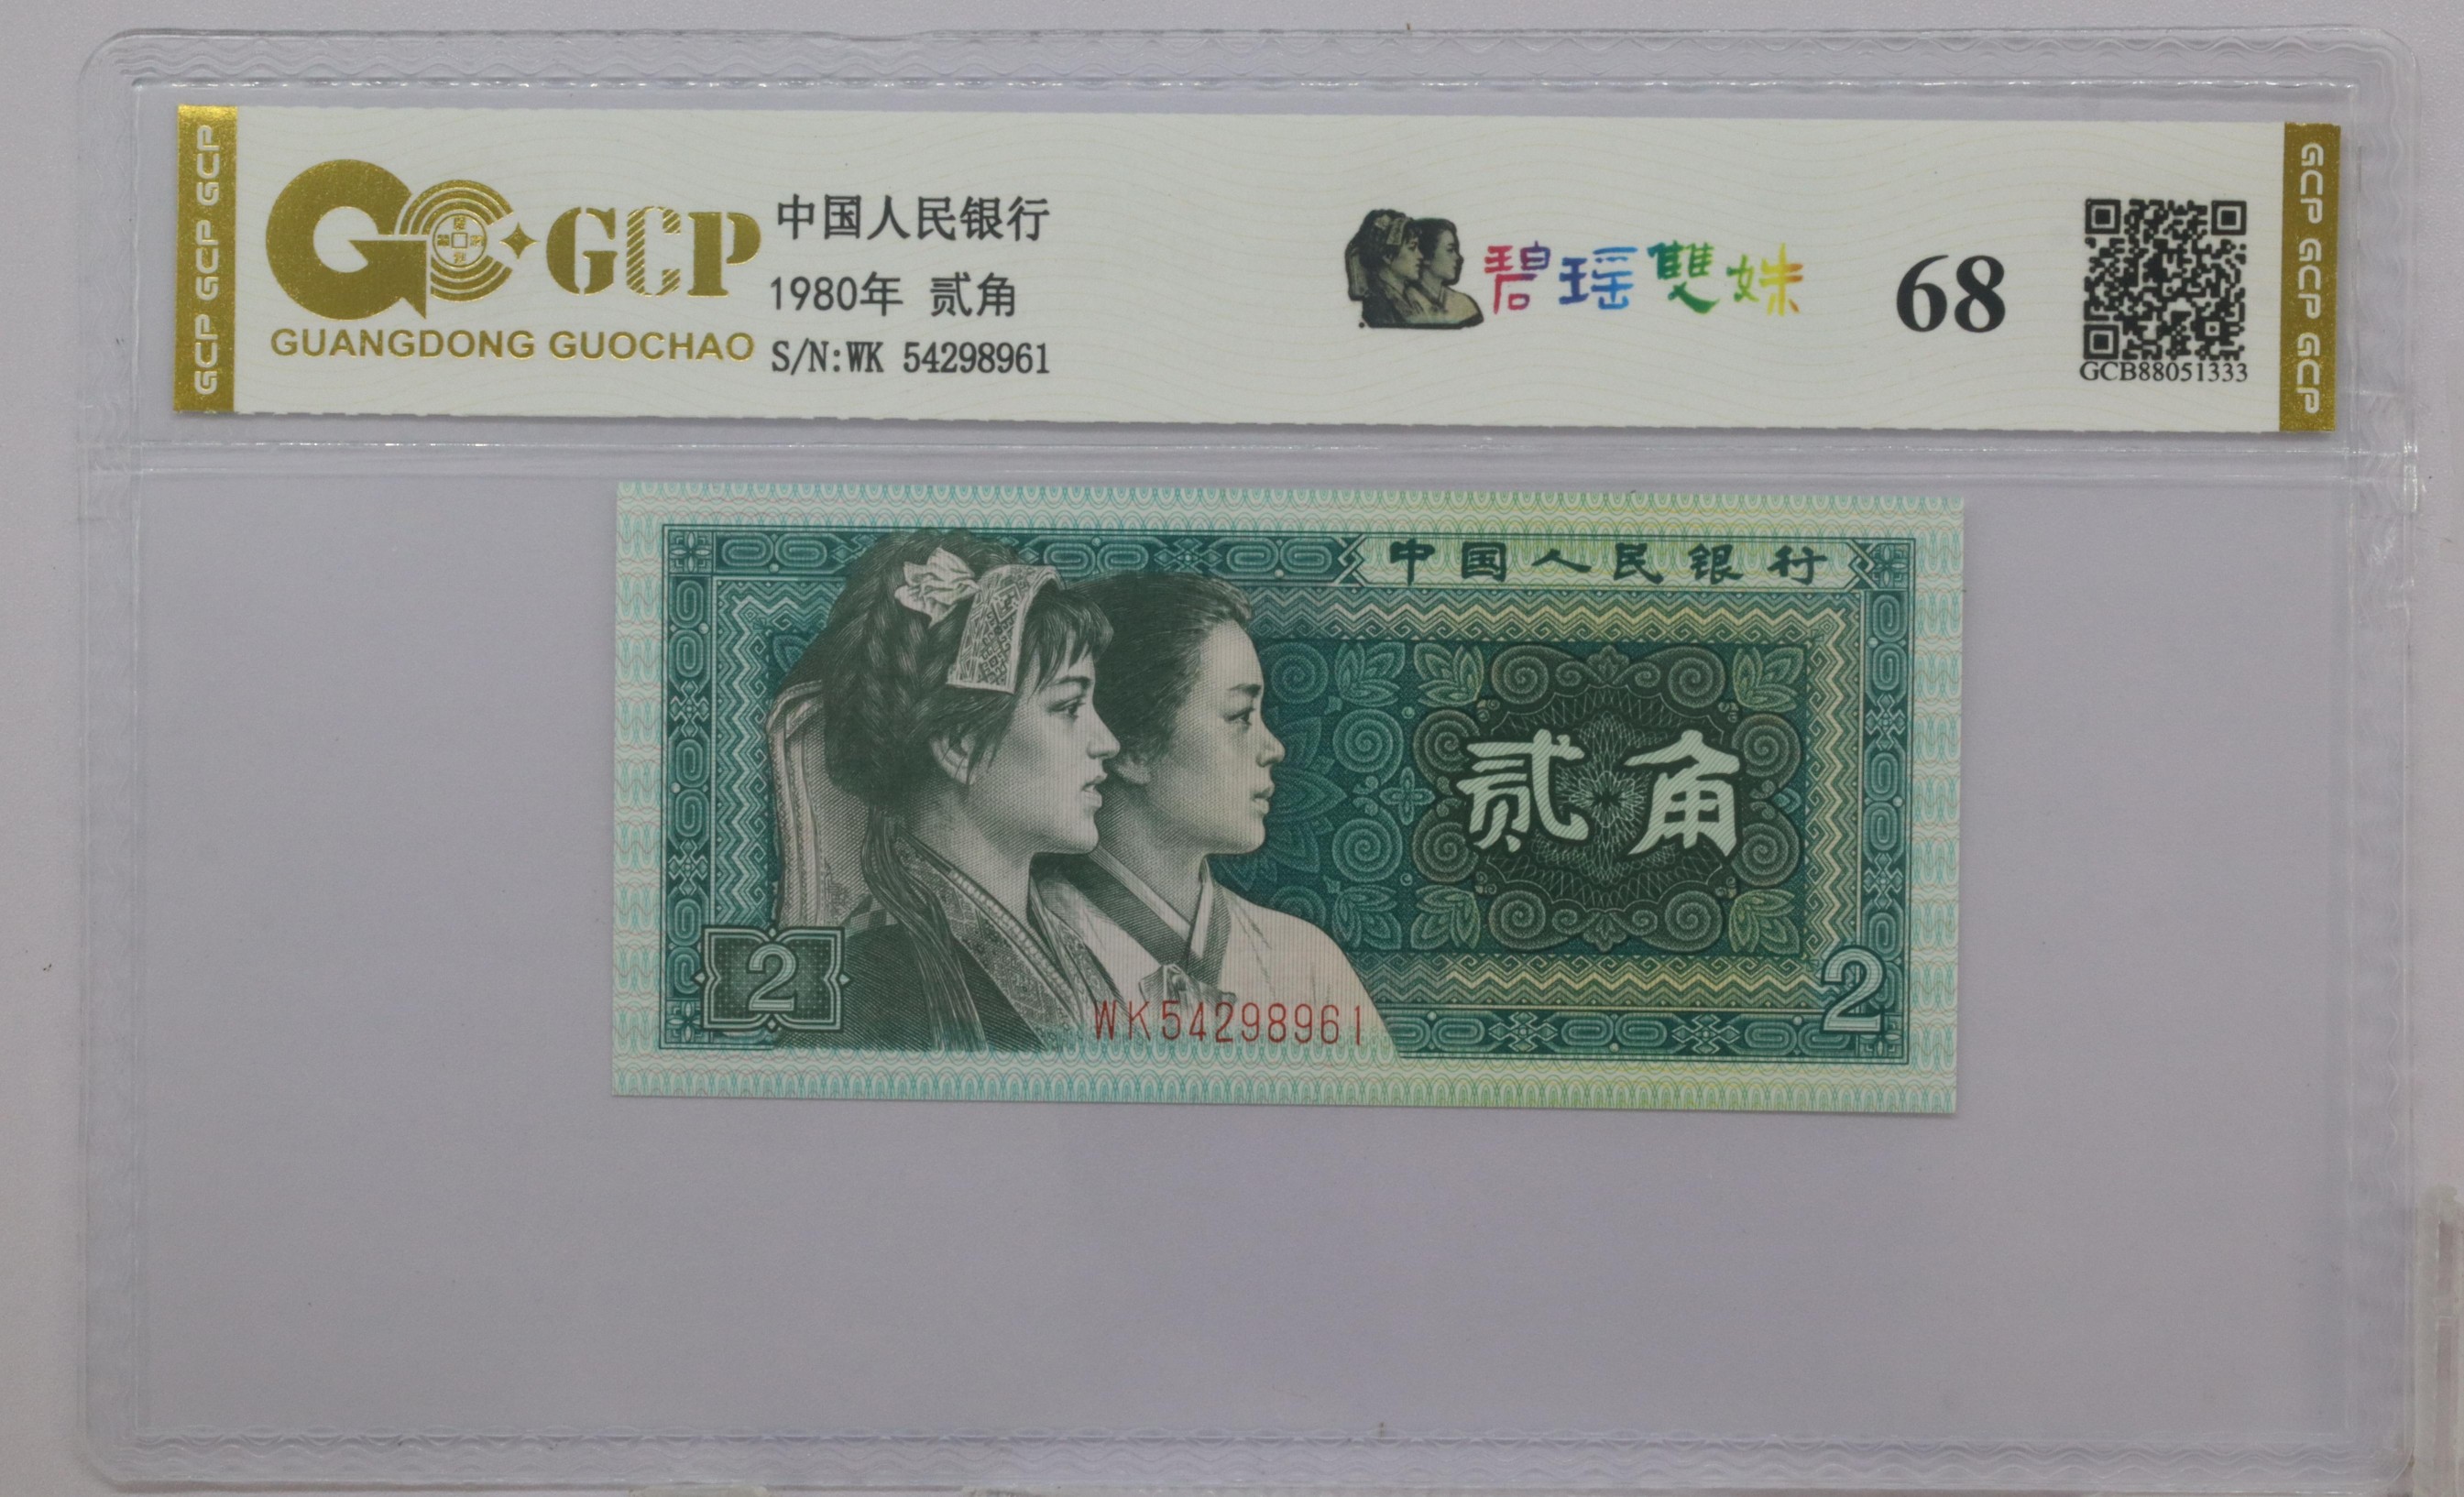 GCP GCP GCP
GCP
GUANGDONG GUOCHAO
中国人民银行
1980年 贰角
S/N:WK 54298961
碧瑶雙姝
68
GCB88051333
GCP GCP GCP
中国人民银行
贰角
2
2
WK54298961